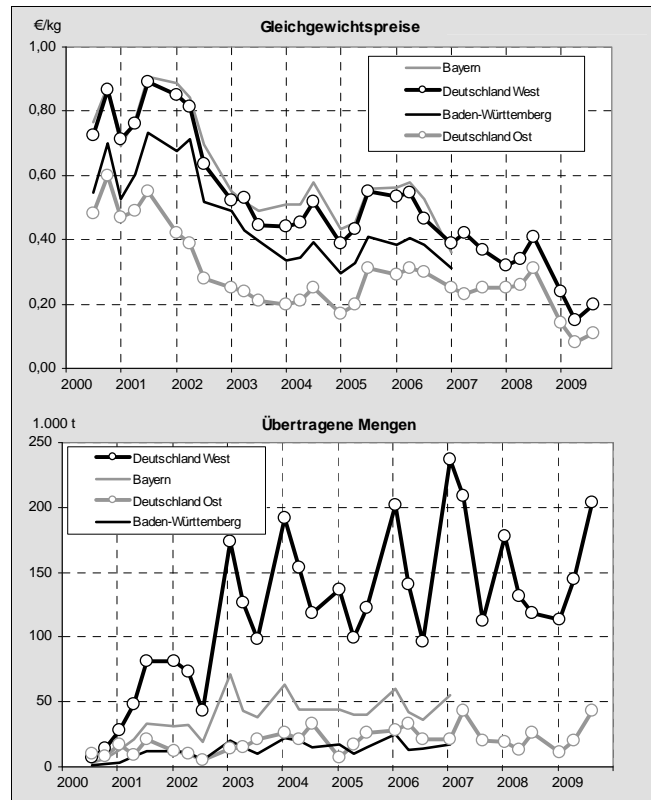 €/kg
Gleichgewichtspreise
1,00
0,80
0,60
0,40
0,20
0,00
Bayern
Deutschland West
Baden-Württemberg
Deutschland Ost
2000 2001 2002 2003 2004 2005 2006 2007 2008 2009
1.000 t
Übertragene Mengen
250
200
150
100
50
0
Deutschland West
Bayern
Deutschland Ost
Baden-Württemberg
2000 2001 2002 2003 2004 2005 2006 2007 2008 2009